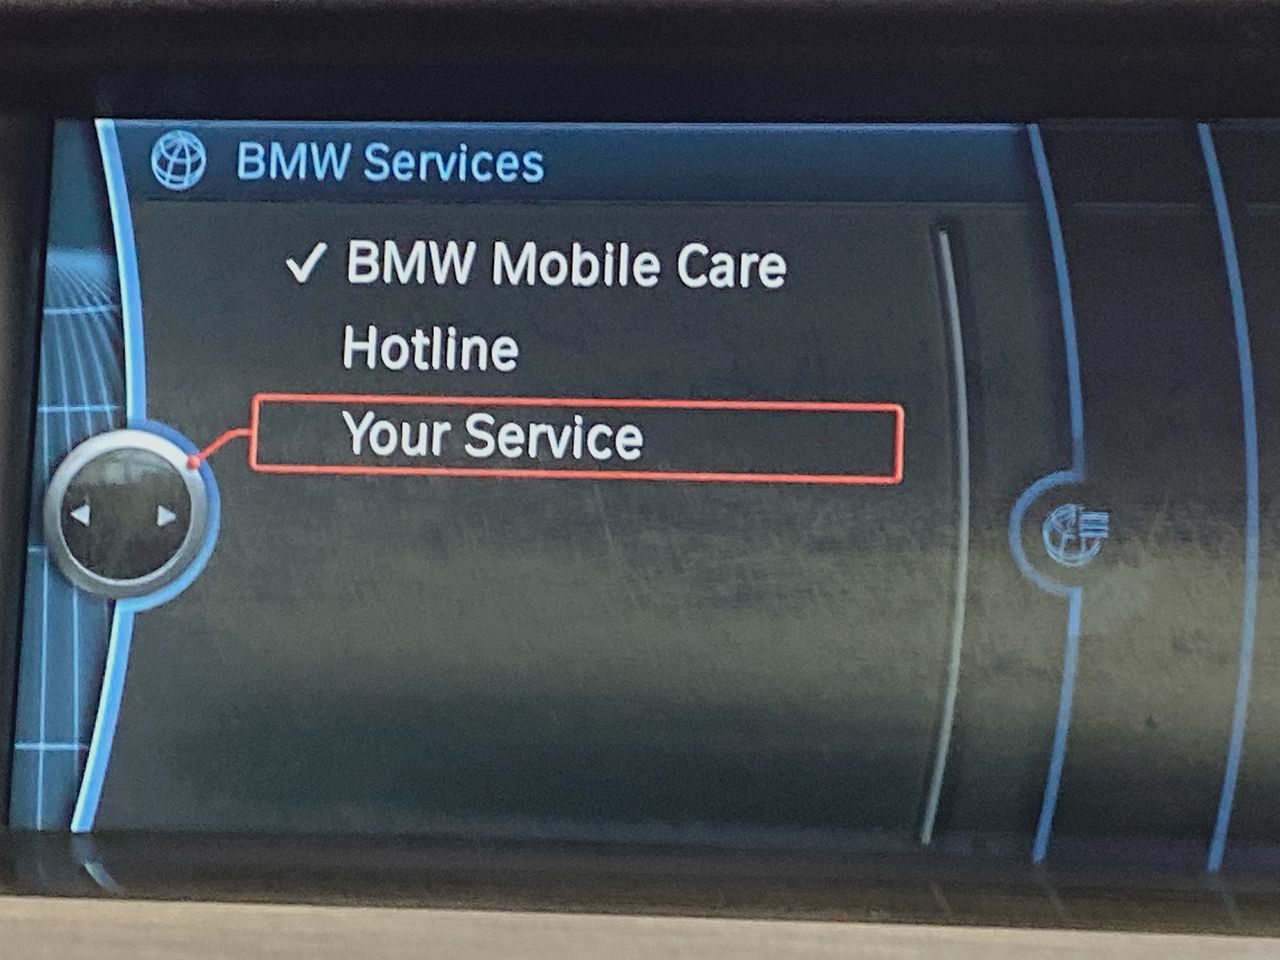 BMW Services
✓ BMW Mobile Care
Hotline
Your Service